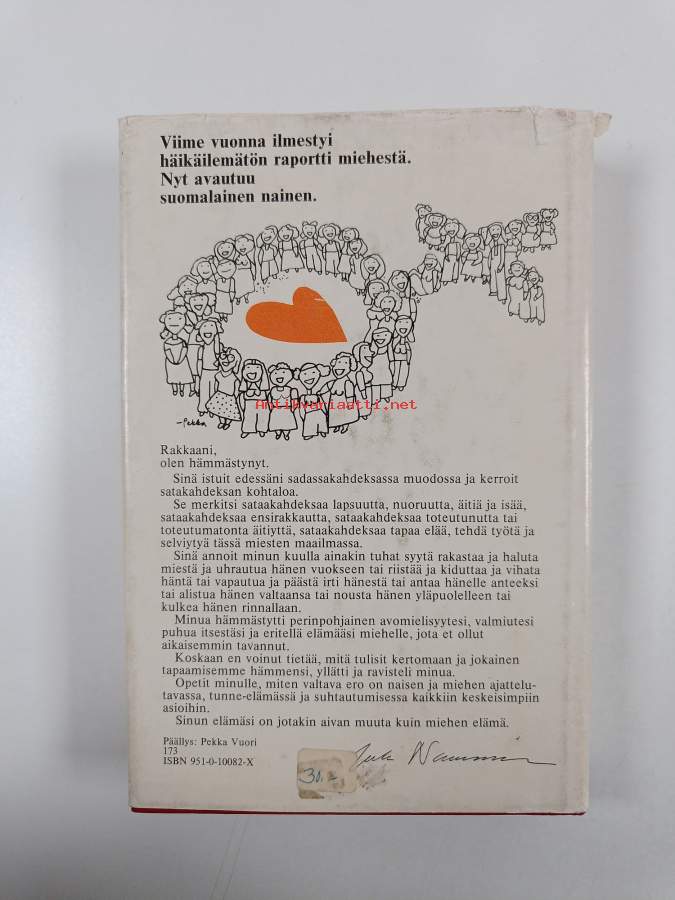 Viime vuonna ilmestyi
häikäilemätön raportti miehestä.
Nyt avautuu
suomalainen nainen.
Antikvariaatti.net
-Pekka
Rakkaani,
olen hämmästynyt.
Sinä istuit edessäni sadassakahdeksassa muodossa ja kerroit
satakahdeksan kohtaloa.
Se merkitsi sataakahdeksaa lapsuutta, nuoruutta, äitiä ja isää,
sataakahdeksaa ensirakkautta, sataakahdeksaa toteutunutta tai
toteutumatonta äitiyttä, sataakahdeksaa tapaa elää, tehdä työtä ja
selviytyä tässä miesten maailmassa.
Sinä annoit minun kuulla ainakin tuhat syytä rakastaa ja haluta
miestä ja uhrautua hänen vuokseen tai riistää ja kiduttaa ja vihata
häntä tai vapautua ja päästä irti hänestä tai antaa hänelle anteeksi
tai alistua hänen valtaansa tai nousta hänen yläpuolelleen tai
kulkea hänen rinnallaan.
Minua hämmästytti perinpohjainen avomielisyytesi, valmiutesi
puhua itsestäsi ja eritellä elämääsi miehelle, jota et ollut
aikaisemmin tavannut.
Koskaan en voinut tietää, mitä tulisit kertomaan ja jokainen
tapaamisemme hämmensi, yllätti ja ravisteli minua.
Opetit minulle, miten valtava ero on naisen ja miehen ajattelu-
tavassa, tunne-elämässä ja suhtautumisessa kaikkiin keskeisimpiin
asioihin.
Sinun elämäsi on jotakin aivan muuta kuin miehen elämä.
Päällys: Pekka Vuori
173
ISBN 951-0-10082-X